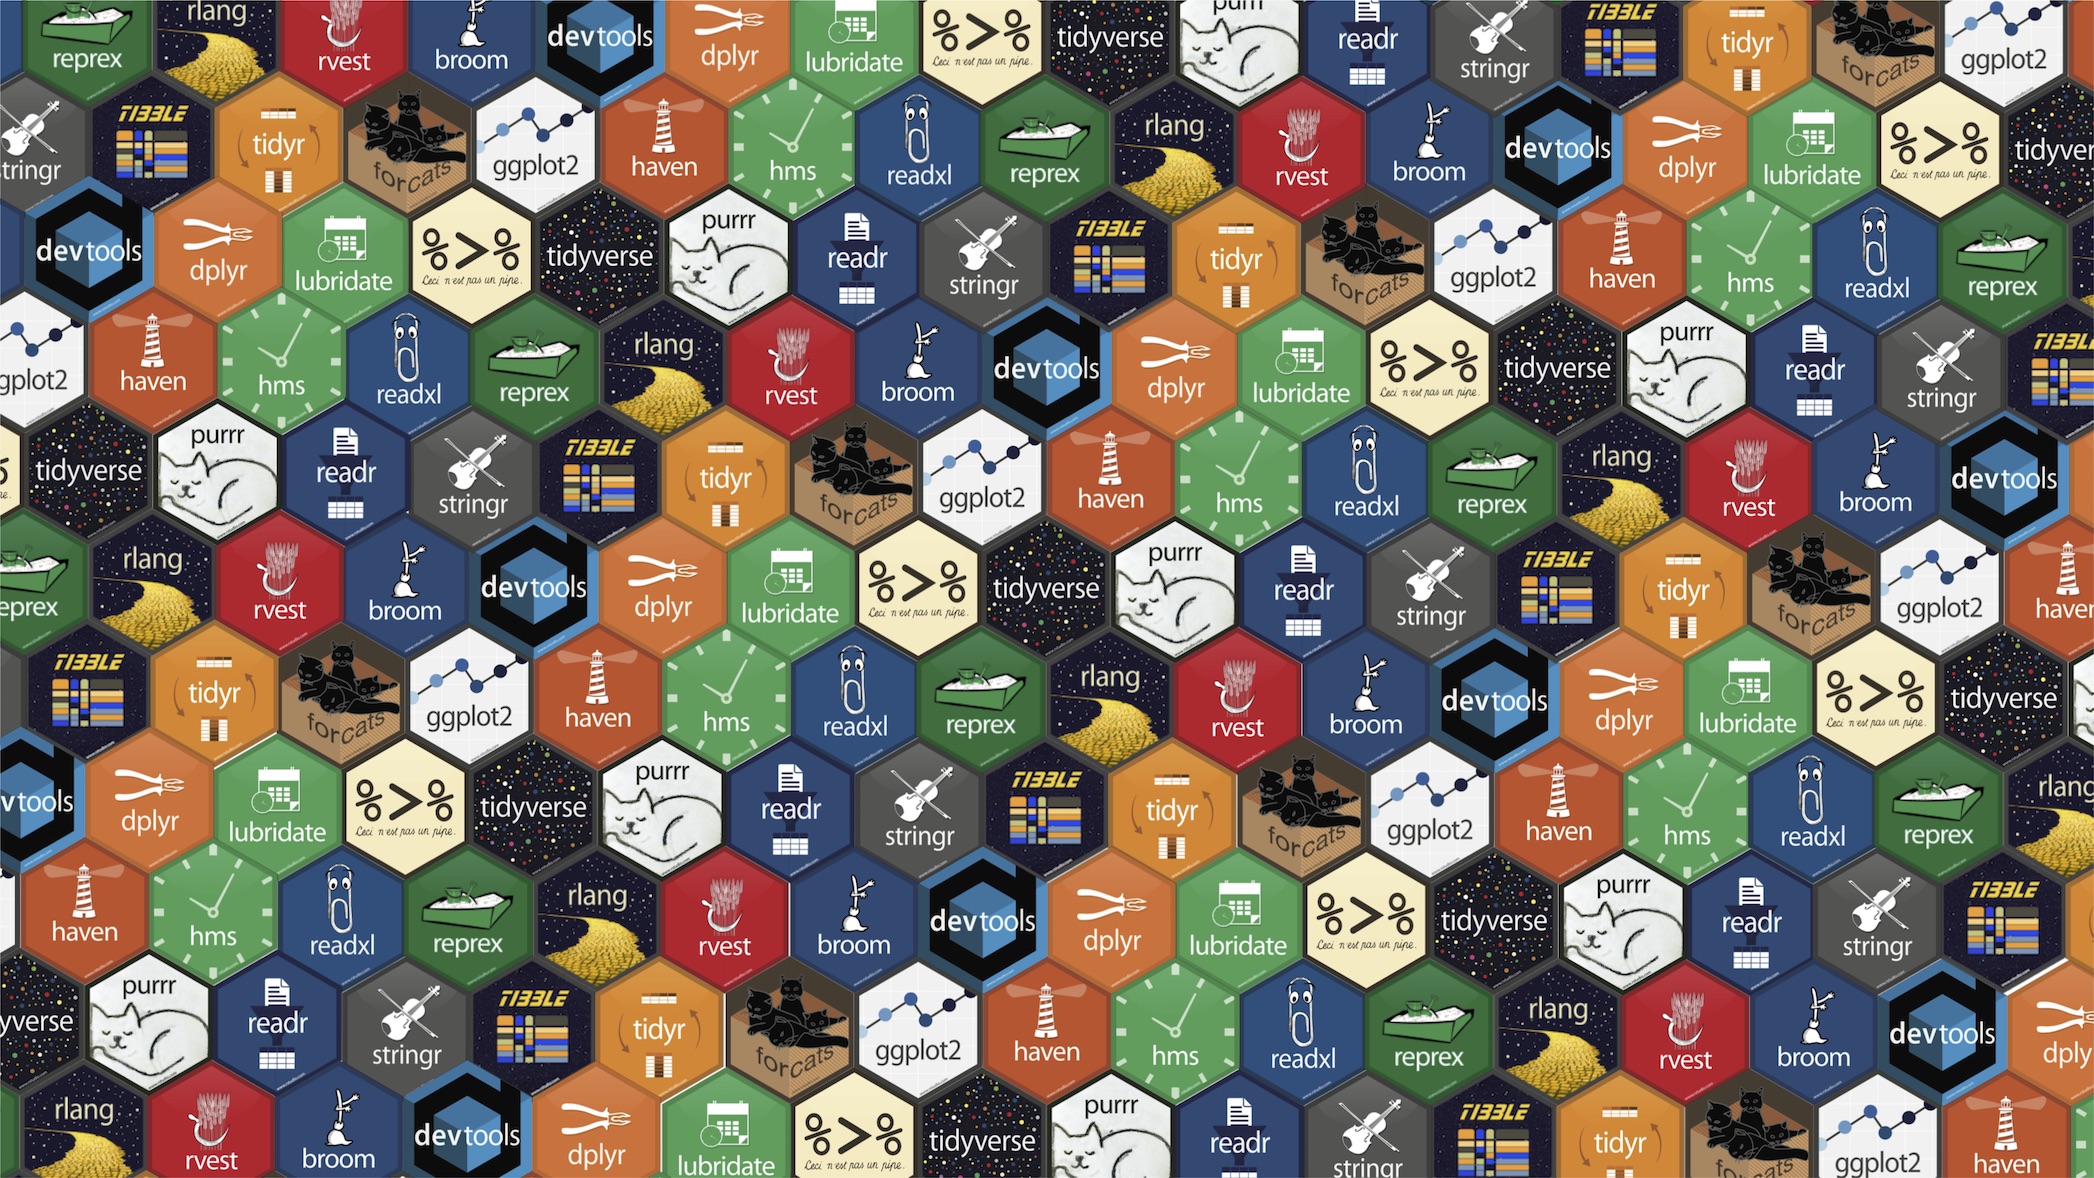 reprex
rlang
rvest
broom
devtools
dplyr
lubridate
%>%
Ceci n'est pas un pipe.
tidyverse
purrr
readr
stringr
TIBBLE
tidyr
forcats
ggplot2
stringr
TIBBLE
tidyr
forcats
ggplot2
haven
hms
readxl
reprex
rlang
rvest
broom
devtools
dplyr
lubridate
%>%
Ceci n'est pas un pipe.
tidyver
devtools
dplyr
lubridate
%>%
Ceci n'est pas un pipe.
tidyverse
purrr
readr
stringr
TIBBLE
tidyr
forcats
ggplot2
haven
hms
readxl
reprex
gplot2
haven
hms
readxl
reprex
rlang
rvest
broom
devtools
dplyr
lubridate
%>%
Ceci n'est pas un pipe.
tidyverse
purrr
readr
stringr
TIBBL
tidyverse
purrr
readr
stringr
TIBBLE
tidyr
forcats
ggplot2
haven
hms
readxl
reprex
rlang
rvest
broom
devtools
eprex
rlang
rvest
broom
devtools
dplyr
lubridate
%>%
Ceci n'est pas un pipe.
tidyverse
purrr
readr
stringr
TIBBLE
tidyr
forcats
ggplot2
haven
TIBBLE
tidyr
forcats
ggplot2
haven
hms
readxl
reprex
rlang
rvest
broom
devtools
dplyr
lubridate
%>%
Ceci n'est pas un pipe.
tidyverse
vtools
dplyr
lubridate
%>%
Ceci n'est pas un pipe.
tidyverse
purrr
readr
stringr
TIBBLE
tidyr
forcats
ggplot2
haven
hms
readxl
reprex
rlang
haven
hms
readxl
reprex
rlang
rvest
broom
devtools
dplyr
lubridate
%>%
Ceci n'est pas un pipe.
tidyverse
purrr
readr
stringr
TIBBLE
yverse
purrr
readr
stringr
TIBBLE
tidyr
forcats
ggplot2
haven
hms
readxl
reprex
rlang
rvest
broom
devtools
dply
rlang
rvest
broom
devtools
dplyr
lubridate
%>%
Ceci n'est pas un pipe.
tidyverse
purrr
readr
stringr
TIBBLE
tidyr
forcats
ggplot2
haven